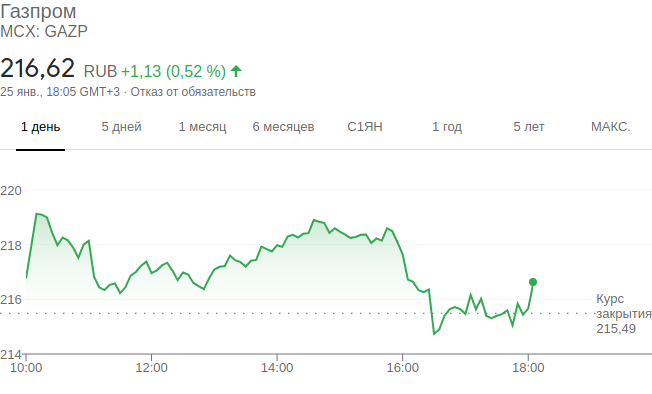 Газпром
MCX: GAZP
216,62 RUB +1,13 (0,52 %)
25 янв., 18:05 GMT+3 · Отказ от обязательств
1 день 5 дней 1 месяц 6 месяцев С1ЯН 1 год 5 лет МАКС.
220
218
216
Курс
закрытия
215,49
214
10:00 12:00 14:00 16:00 18:00